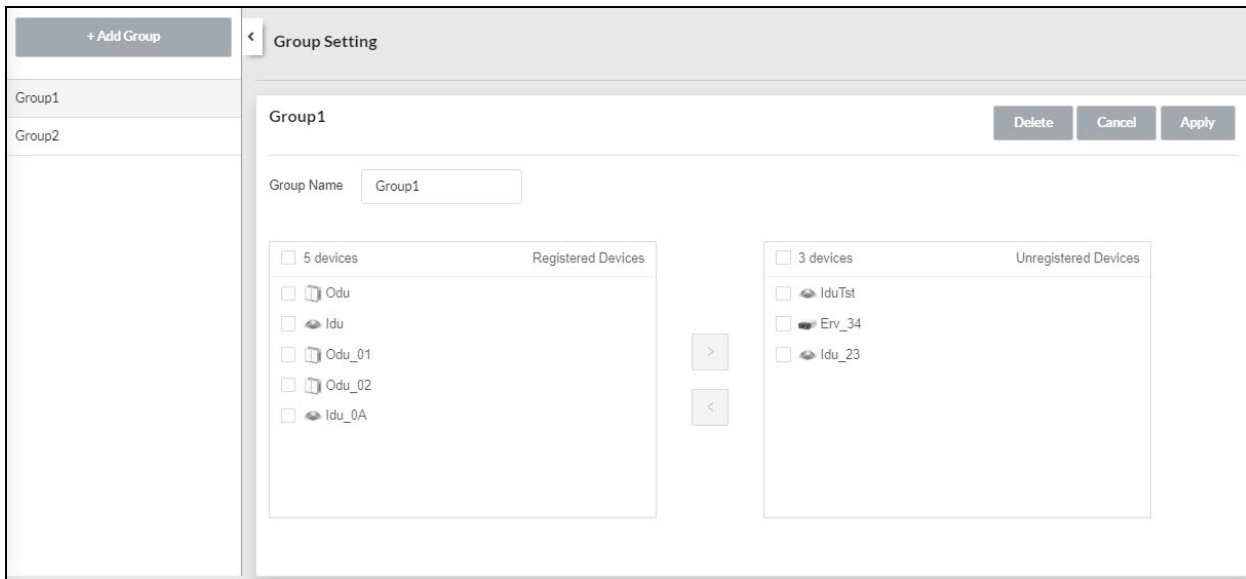 + Add Group
Group1
Group2
<
Group Setting
Group1
Delete Cancel Apply
Group Name Group1
5 devices Registered Devices
Odu
Idu
Odu_01
Odu_02
Idu_0A
>
<
3 devices Unregistered Devices
IduTst
Erv_34
Idu_23